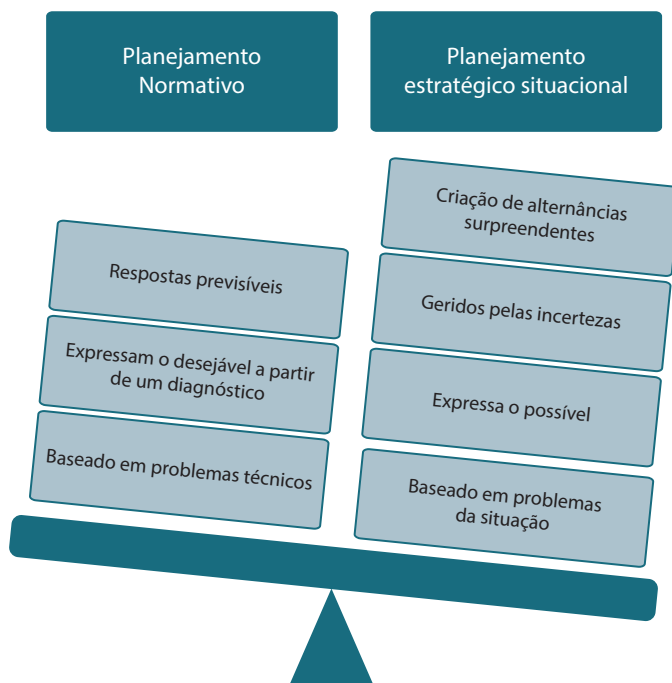 Planejamento
Normativo
Planejamento
estratégico situacional
Respostas previsíveis
Expressam o desejável a partir
de um diagnóstico
Baseado em problemas técnicos
Criação de alternâncias
surpreendentes
Geridos pelas incertezas
Expressa o possível
Baseado em problemas
da situação